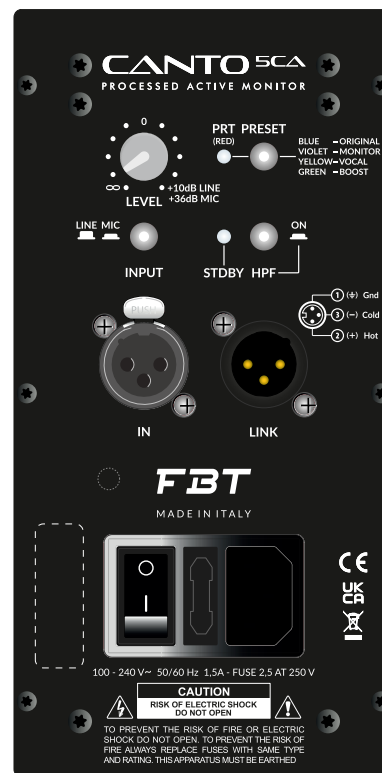 CANTO 5CA
PROCESSED ACTIVE MONITOR
0
PRT PRESET
(RED)
BLUE – ORIGINAL
VIOLET – MONITOR
YELLOW – VOCAL
GREEN – BOOST
∞
+10dB LINE
+36dB MIC
LEVEL
LINE MIC
ON
INPUT
STDBY HPF
PUSH
1 (⏚) Gnd
3 (–) Cold
2 (+) Hot
IN
LINK
FBT
MADE IN ITALY
CE
UK
CA
100 - 240 V~ 50/60 Hz 1,5A - FUSE 2,5 AT 250 V
CAUTION
RISK OF ELECTRIC SHOCK
DO NOT OPEN
TO PREVENT THE RISK OF FIRE OR ELECTRIC
SHOCK DO NOT OPEN. TO PREVENT THE RISK OF
FIRE ALWAYS REPLACE FUSES WITH SAME TYPE
AND RATING. THIS APPARATUS MUST BE EARTHED